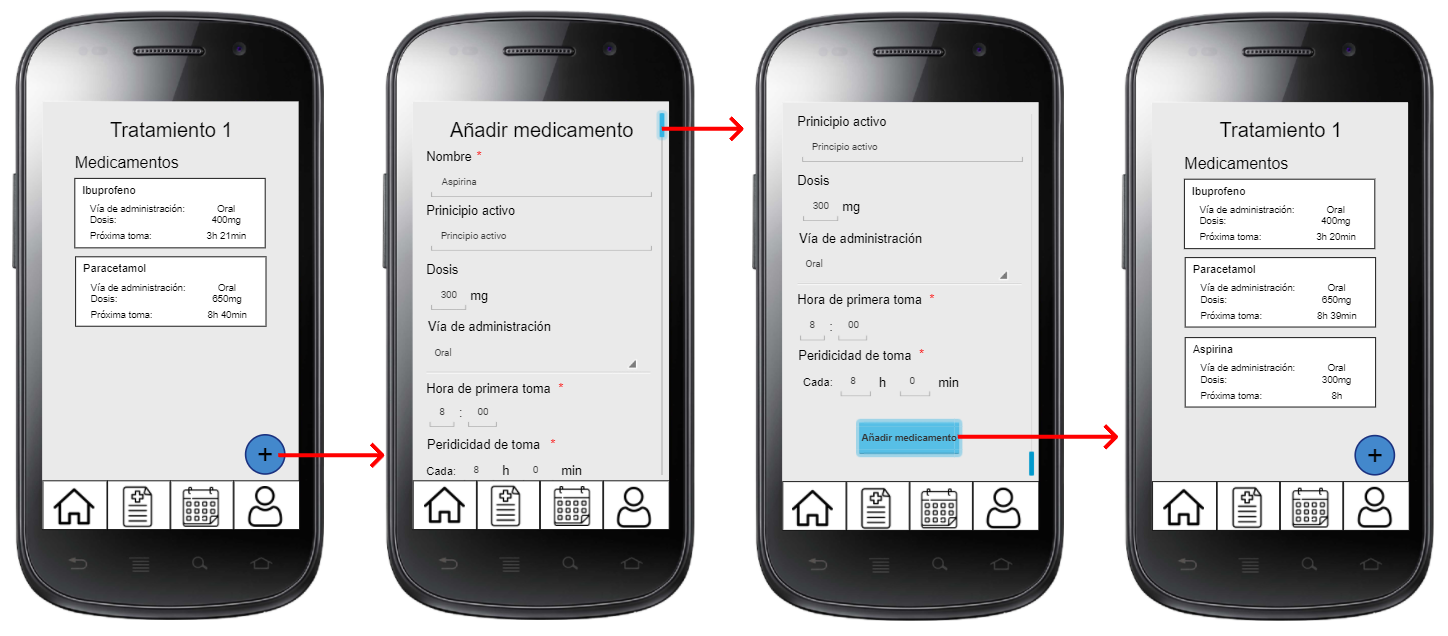 Tratamiento 1
Medicamentos
Ibuprofeno
Vía de administración: Oral
Dosis: 400mg
Próxima toma: 3h 21min
Paracetamol
Vía de administración: Oral
Dosis: 650mg
Próxima toma: 8h 40min
+
Añadir medicamento
Nombre *
Aspirina
Prinicipio activo
Principio activo
Dosis
300 mg
Vía de administración
Oral
Hora de primera toma *
8 : 00
Peridicidad de toma *
Cada: 8 h 0 min
Prinicipio activo
Principio activo
Dosis
300 mg
Vía de administración
Oral
Hora de primera toma *
8 : 00
Peridicidad de toma *
Cada: 8 h 0 min
Añadir medicamento
Tratamiento 1
Medicamentos
Ibuprofeno
Vía de administración: Oral
Dosis: 400mg
Próxima toma: 3h 20min
Paracetamol
Vía de administración: Oral
Dosis: 650mg
Próxima toma: 8h 39min
Aspirina
Vía de administración: Oral
Dosis: 300mg
Próxima toma: 8h
+